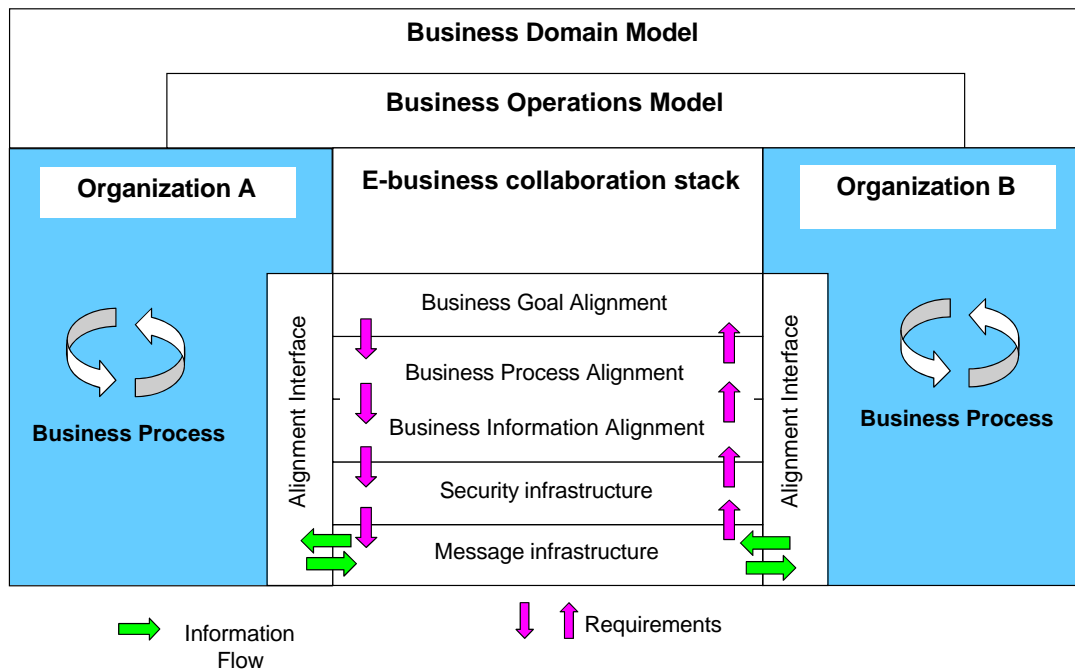 Business Domain Model
Business Operations Model
Organization A
E-business collaboration stack
Organization B
Alignment Interface
Business Goal Alignment
Business Process Alignment
Business Information Alignment
Security infrastructure
Message infrastructure
Alignment Interface
Business Process
Business Process
Information
Flow
Requirements